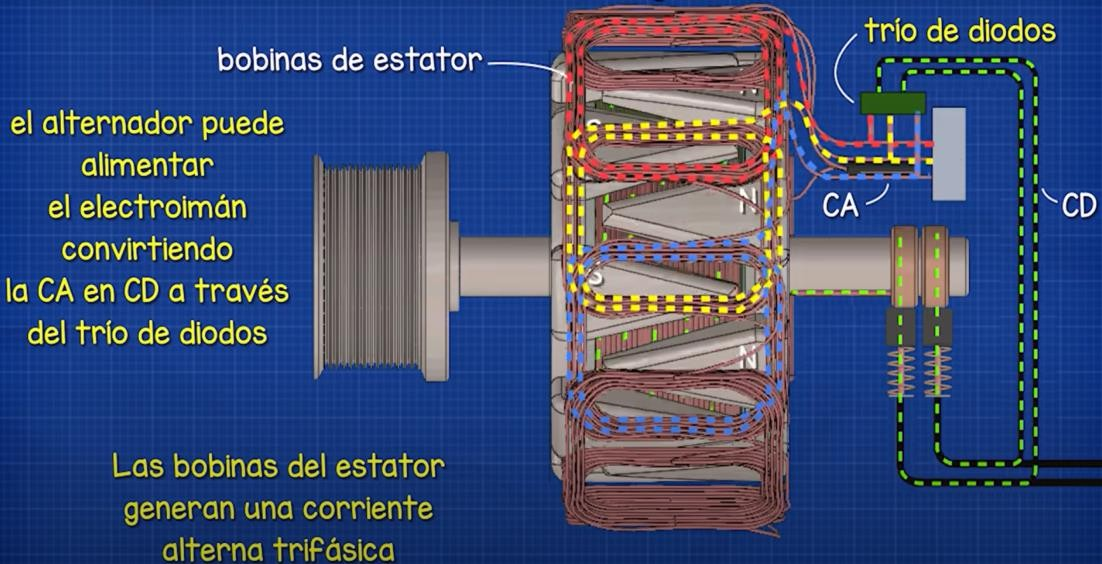 trío de diodos
bobinas de estator
el alternador puede
alimentar
el electroimán
convirtiendo
la CA en CD a través
del trío de diodos
CA
CD
N
S
N
S
N
Las bobinas del estator
generan una corriente
alterna trifásica